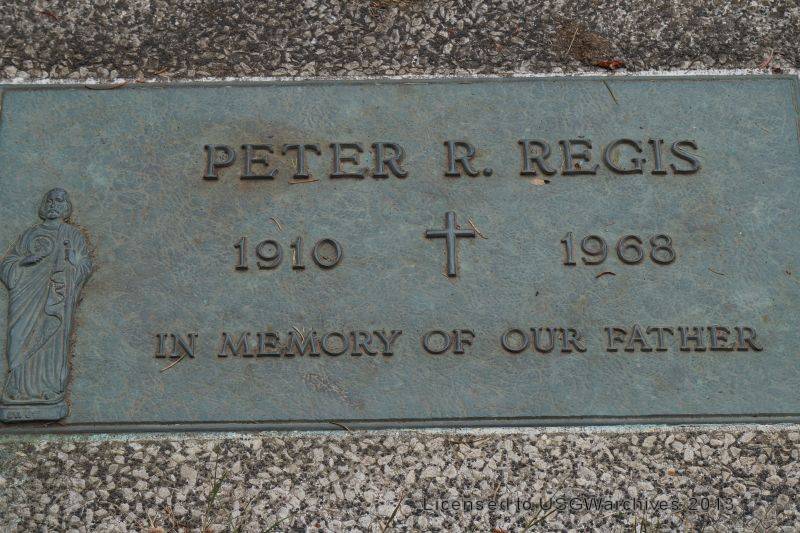 PETER R. REGIS
1910 1968
IN MEMORY OF OUR FATHER
Licensed to USGWarchives 2013